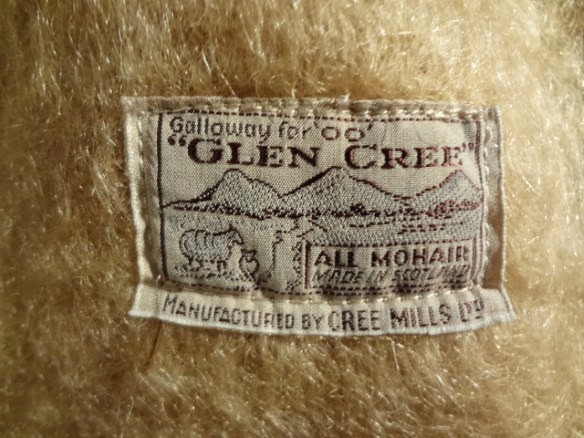 Galloway for 'OO'
"GLEN CREE"
ALL MOHAIR
MADE IN SCOTLAND
MANUFACTURED BY CREE MILLS LTD